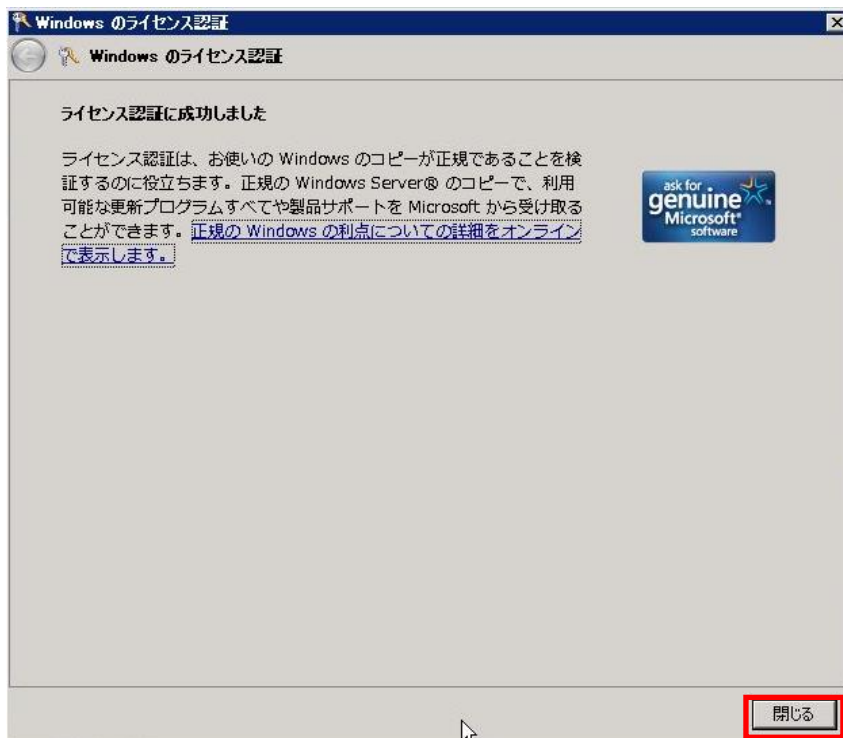 Windows のライセンス認証
Windows のライセンス認証
ライセンス認証に成功しました
ライセンス認証は、お使いの Windows のコピーが正規であることを検
証するのに役立ちます。正規の Windows Server® のコピーで、利用
可能な更新プログラムすべてや製品サポートを Microsoft から受け取る
ことができます。正規の Windows の利点についての詳細をオンライン
で表示します。
ask for
genuine
Microsoft®
software
閉じる